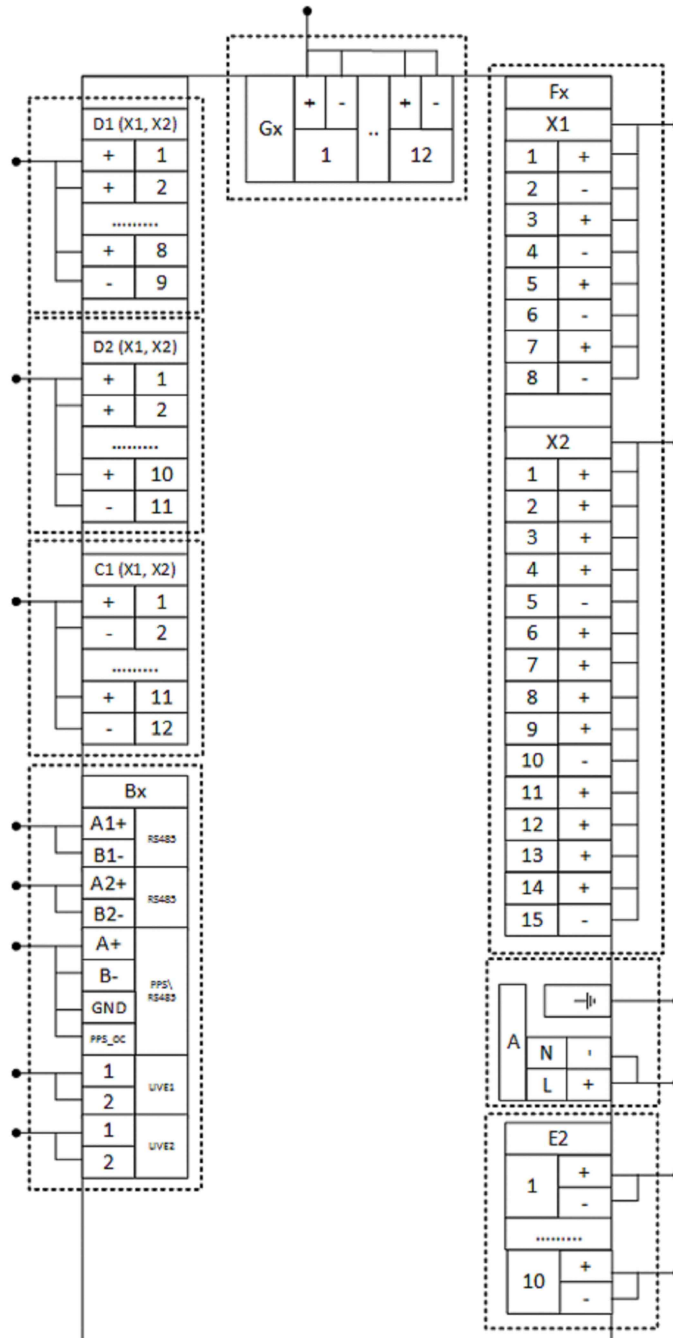 Gx + - .. + -
1 12
D1 (X1, X2)
+ 1
+ 2
.........
+ 8
- 9
D2 (X1, X2)
+ 1
+ 2
.........
+ 10
- 11
C1 (X1, X2)
+ 1
- 2
.........
+ 11
- 12
Bx
A1+ RS485
B1-
A2+ RS485
B2-
A+
B- PPS\
GND RS485
PPS_OC
1 LIVE1
2
1 LIVE2
2
Fx
X1
1 +
2 -
3 +
4 -
5 +
6 -
7 +
8 -
X2
1 +
2 +
3 +
4 +
5 -
6 +
7 +
8 +
9 +
10 -
11 +
12 +
13 +
14 +
15 -
A
N -
L +
E2
1 +
-
.........
10 +
-